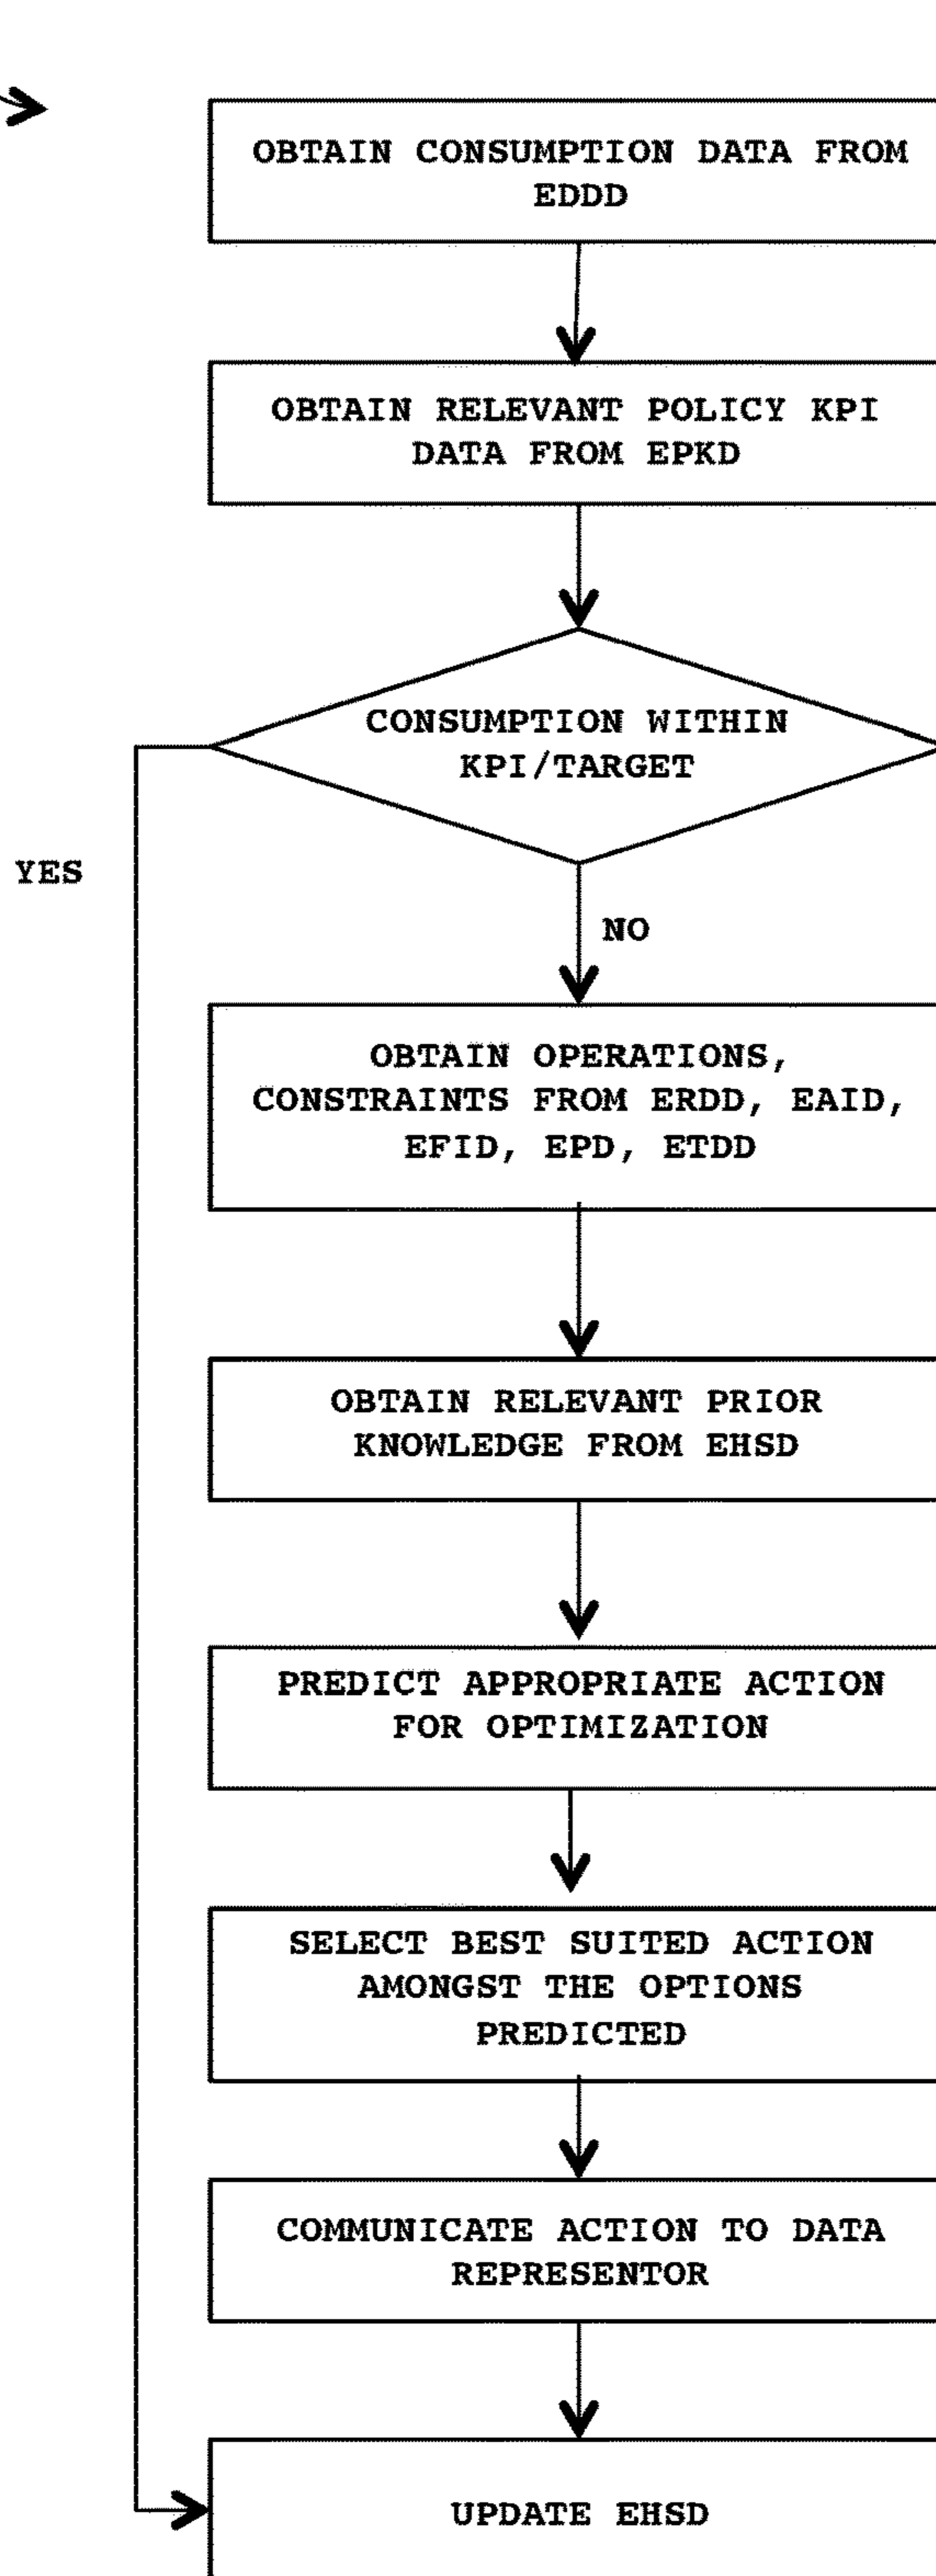 OBTAIN CONSUMPTION DATA FROM
EDDD
OBTAIN RELEVANT POLICY KPI
DATA FROM EPKD
CONSUMPTION WITHIN
KPI/TARGET
YES
NO
OBTAIN OPERATIONS,
CONSTRAINTS FROM ERDD, EAID,
EFID, EPD, ETDD
OBTAIN RELEVANT PRIOR
KNOWLEDGE FROM EHSD
PREDICT APPROPRIATE ACTION
FOR OPTIMIZATION
SELECT BEST SUITED ACTION
AMONGST THE OPTIONS
PREDICTED
COMMUNICATE ACTION TO DATA
REPRESENTOR
UPDATE EHSD